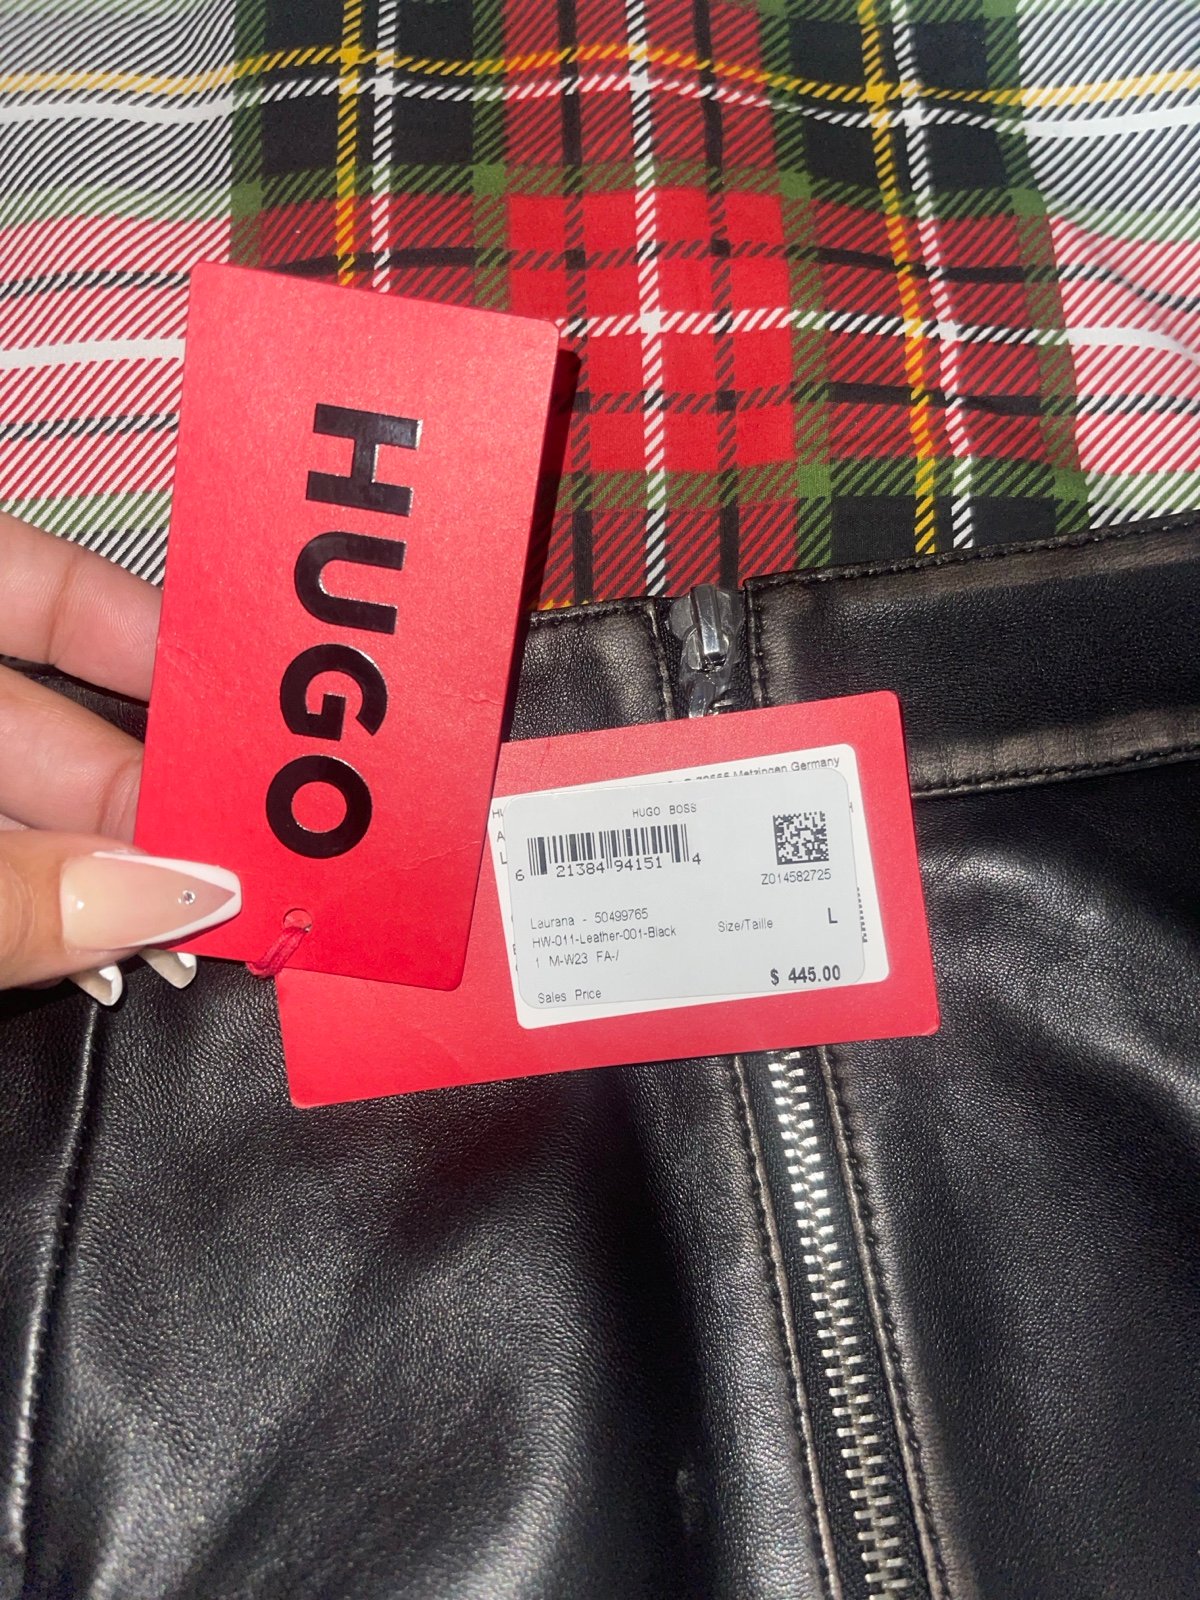 HUGO
Metzingen Germany
HUGO BOSS
6 21384 94151 4
Z014582725
Laurana - 50499765
HW-011-Leather-001-Black
Size/Taille L
1 M-W23 FA-/
$ 445.00
Sales Price